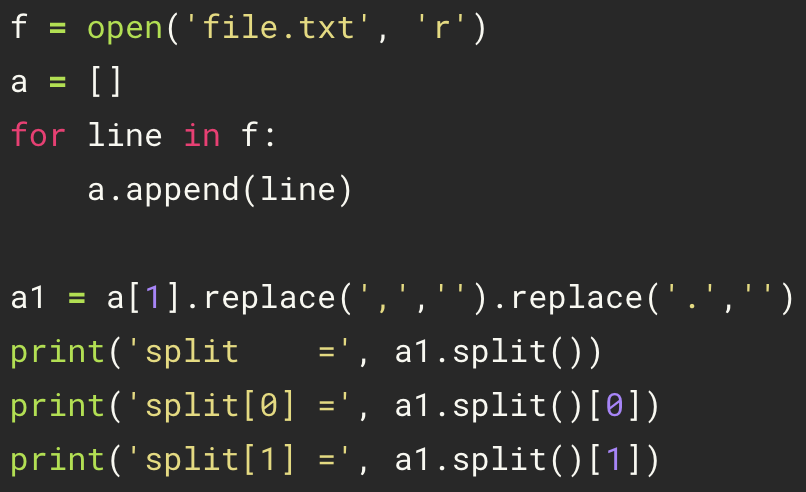 f = open('file.txt', 'r')
a = []
for line in f:
    a.append(line)

a1 = a[1].replace(',','').replace('.','')
print('split    =', a1.split())
print('split[0] =', a1.split()[0])
print('split[1] =', a1.split()[1])